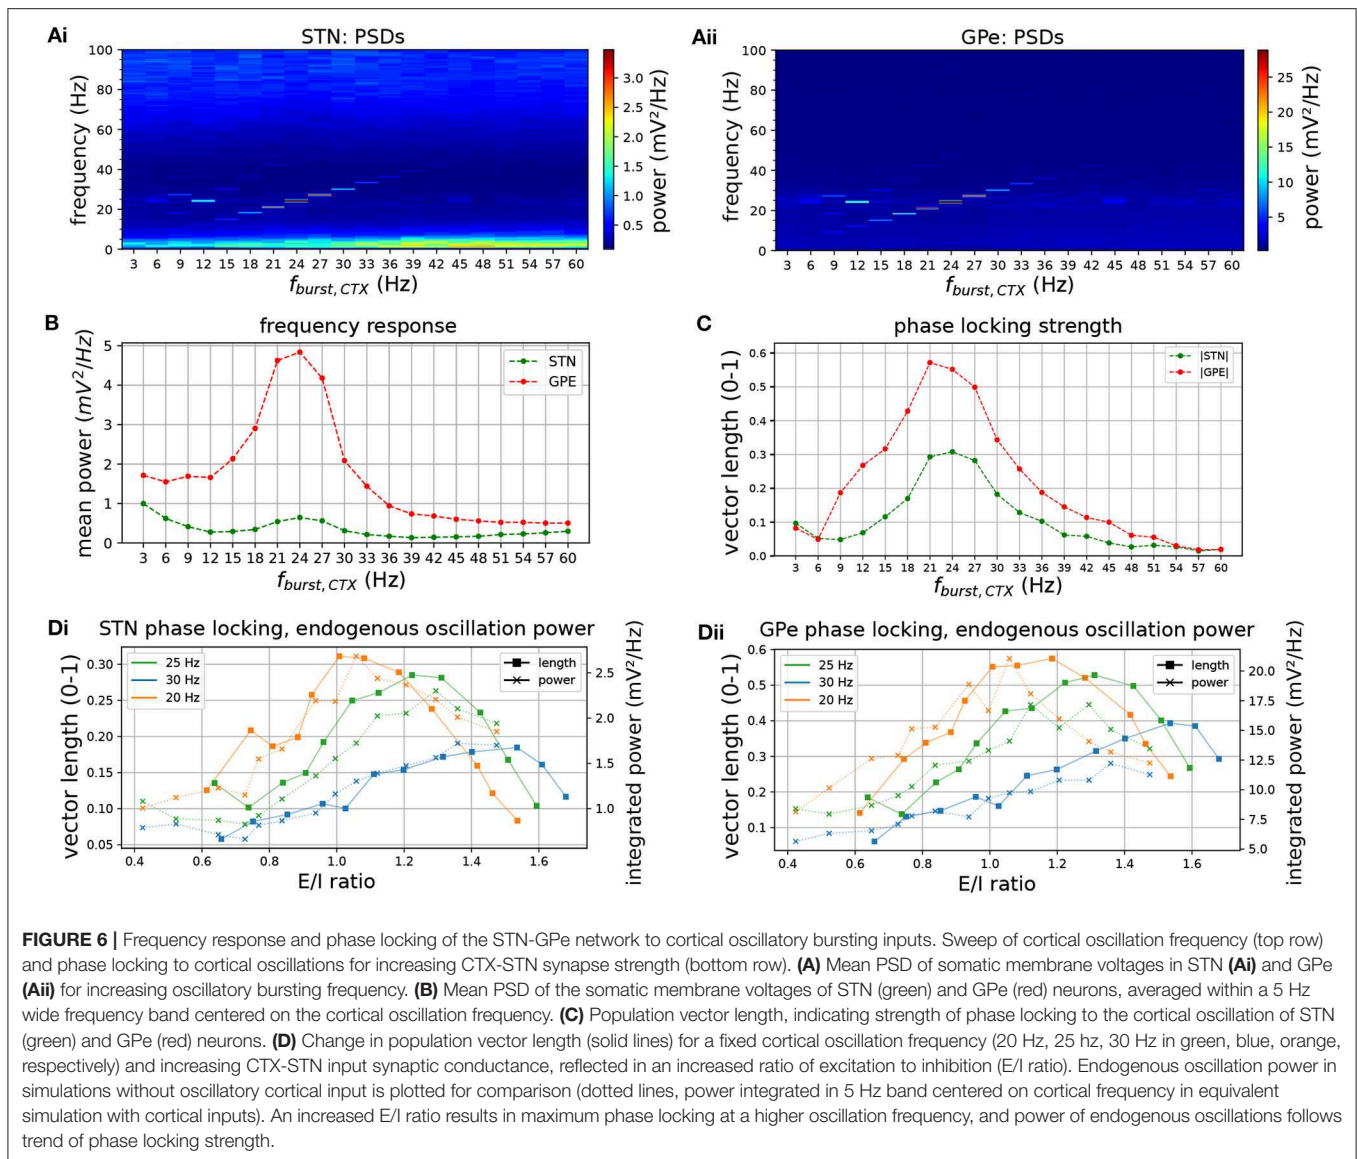 Ai
STN: PSDs
100
80
60
40
20
0
frequency (Hz)
3 6 9 12 15 18 21 24 27 30 33 36 39 42 45 48 51 54 57 60
f_burst, CTX (Hz)
3.0
2.5
2.0
1.5
1.0
0.5
power (mV²/Hz)
Aii
GPe: PSDs
100
80
60
40
20
0
frequency (Hz)
3 6 9 12 15 18 21 24 27 30 33 36 39 42 45 48 51 54 57 60
f_burst, CTX (Hz)
25
20
15
10
5
power (mV²/Hz)
B
frequency response
5
4
3
2
1
0
mean power (mV²/Hz)
STN
GPE
3 6 9 12 15 18 21 24 27 30 33 36 39 42 45 48 51 54 57 60
f_burst, CTX (Hz)
C
phase locking strength
0.6
0.5
0.4
0.3
0.2
0.1
0.0
vector length (0-1)
|STN|
|GPE|
3 6 9 12 15 18 21 24 27 30 33 36 39 42 45 48 51 54 57 60
f_burst, CTX (Hz)
Di
STN phase locking, endogenous oscillation power
0.30
0.25
0.20
0.15
0.10
0.05
vector length (0-1)
25 Hz
30 Hz
20 Hz
length
power
2.5
2.0
1.5
1.0
integrated power (mV²/Hz)
0.4 0.6 0.8 1.0 1.2 1.4 1.6
E/I ratio
Dii
GPe phase locking, endogenous oscillation power
0.6
0.5
0.4
0.3
0.2
0.1
vector length (0-1)
25 Hz
30 Hz
20 Hz
length
power
20.0
17.5
15.0
12.5
10.0
7.5
5.0
integrated power (mV²/Hz)
0.4 0.6 0.8 1.0 1.2 1.4 1.6
E/I ratio
FIGURE 6 | Frequency response and phase locking of the STN-GPe network to cortical oscillatory bursting inputs. Sweep of cortical oscillation frequency (top row)
and phase locking to cortical oscillations for increasing CTX-STN synapse strength (bottom row). (A) Mean PSD of somatic membrane voltages in STN (Ai) and GPe
(Aii) for increasing oscillatory bursting frequency. (B) Mean PSD of the somatic membrane voltages of STN (green) and GPe (red) neurons, averaged within a 5 Hz
wide frequency band centered on the cortical oscillation frequency. (C) Population vector length, indicating strength of phase locking to the cortical oscillation of STN
(green) and GPe (red) neurons. (D) Change in population vector length (solid lines) for a fixed cortical oscillation frequency (20 Hz, 25 hz, 30 Hz in green, blue, orange,
respectively) and increasing CTX-STN input synaptic conductance, reflected in an increased ratio of excitation to inhibition (E/I ratio). Endogenous oscillation power in
simulations without oscillatory cortical input is plotted for comparison (dotted lines, power integrated in 5 Hz band centered on cortical frequency in equivalent
simulation with cortical inputs). An increased E/I ratio results in maximum phase locking at a higher oscillation frequency, and power of endogenous oscillations follows
trend of phase locking strength.